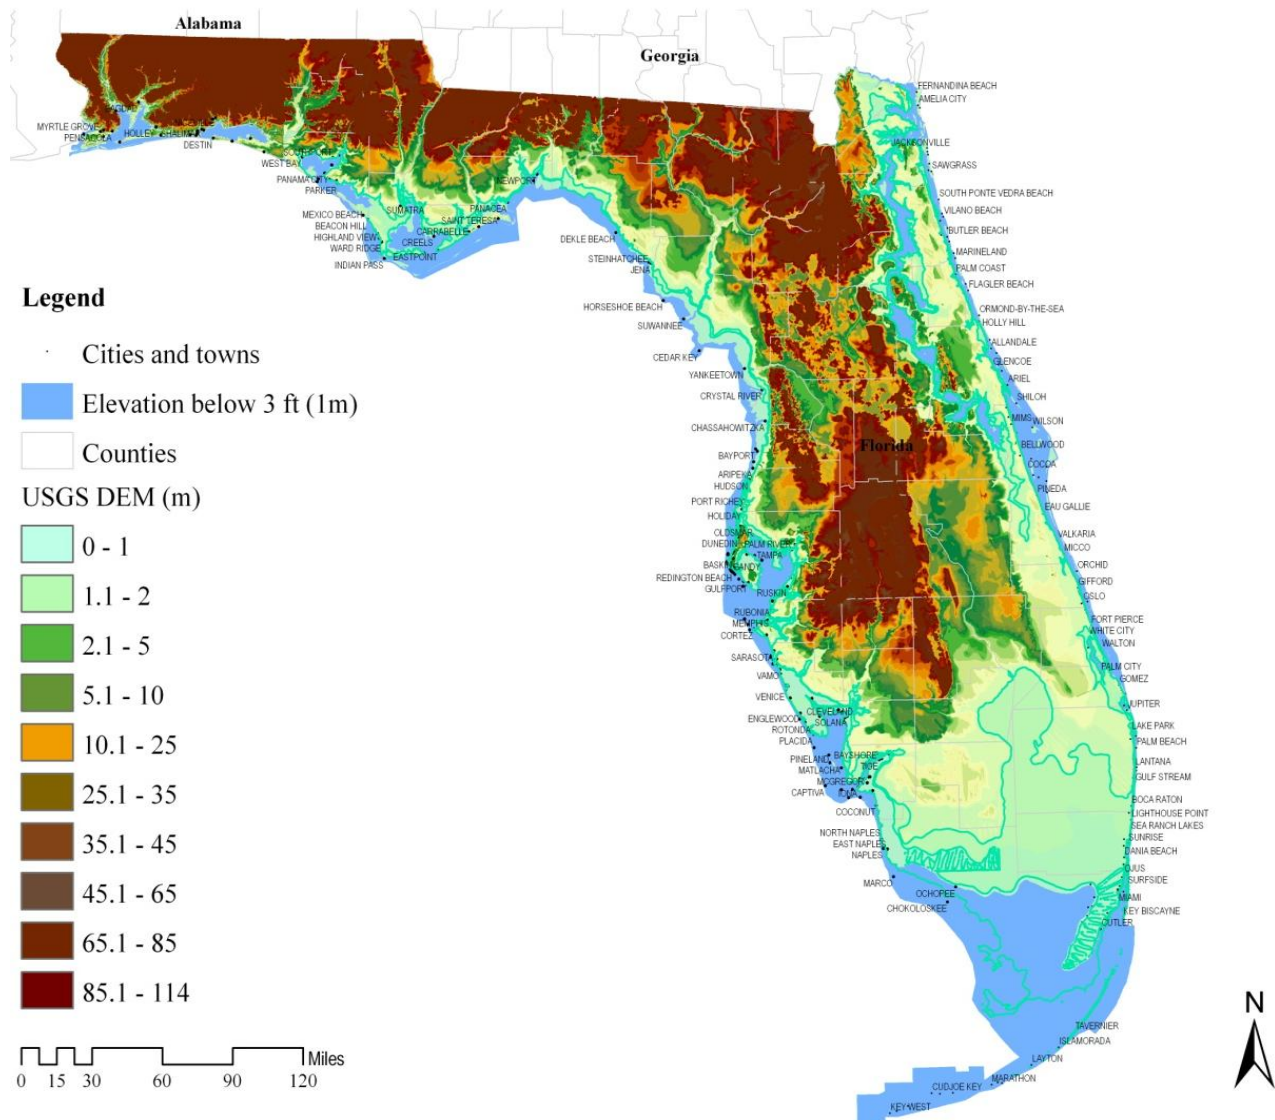 Alabama
Georgia
FERNANDINA BEACH
AMELIA CITY
JACKSONVILLE
SAWGRASS
SOUTH PONTE VEDRA BEACH
VILANO BEACH
BUTLER BEACH
MARINELAND
PALM COAST
FLAGLER BEACH
ORMOND-BY-THE-SEA
HOLLY HILL
ALLANDALE
GLENCOE
ARIEL
SHILOH
MIMS
WILSON
BELLWOOD
COCOA
PINEDA
EAU GALLIE
VALKARIA
MICCO
ORCHID
GIFFORD
OSLO
FORT PIERCE
WHITE CITY
WALTON
PALM CITY
GOMEZ
JUPITER
LAKE PARK
PALM BEACH
LANTANA
GULF STREAM
BOCA RATON
LIGHTHOUSE POINT
SEA RANCH LAKES
SUNRISE
DANIA BEACH
OJUS
SURFSIDE
MIAMI
KEY BISCAYNE
CUTLER
TAVERNIER
ISLAMORADA
LAYTON
MARATHON
CUDJOE KEY
KEY WEST
MYRTLE GROVE
PENSACOLA
HOLLEY
SHALIMAR
DESTIN
WEST BAY
PANAMA CITY
PARKER
MEXICO BEACH
BEACON HILL
HIGHLAND VIEW
WARD RIDGE
INDIAN PASS
SUMATRA
CREELS
EASTPOINT
CARRABELLE
SAINT TERESA
PANACEA
NEWPORT
DEKLE BEACH
STEINHATCHEE
JENA
HORSESHOE BEACH
SUWANNEE
CEDAR KEY
YANKEETOWN
CRYSTAL RIVER
CHASSAHOWITZKA
Florida
BAYPORT
ARIPEKA
HUDSON
PORT RICHEY
HOLIDAY
OLDSMAR
DUNEDIN
PALM RIVER
TAMPA
GANDY
REDINGTON BEACH
GULFPORT
RUSKIN
RUBONIA
MEMPHIS
CORTEZ
SARASOTA
VAMO
VENICE
CLEVELAND
ENGLEWOOD
SOLANA
ROTONDA
PLACIDA
BAYSHORE
PINELAND
TICE
MATLACHA
MCGREGOR
CAPTIVA
IONA
COCONUT
NORTH NAPLES
EAST NAPLES
NAPLES
MARCO
OCHOPEE
CHOKOLOSKEE
Legend
Cities and towns
Elevation below 3 ft (1m)
Counties
USGS DEM (m)
0 - 1
1.1 - 2
2.1 - 5
5.1 - 10
10.1 - 25
25.1 - 35
35.1 - 45
45.1 - 65
65.1 - 85
85.1 - 114
Miles
0 15 30 60 90 120
N